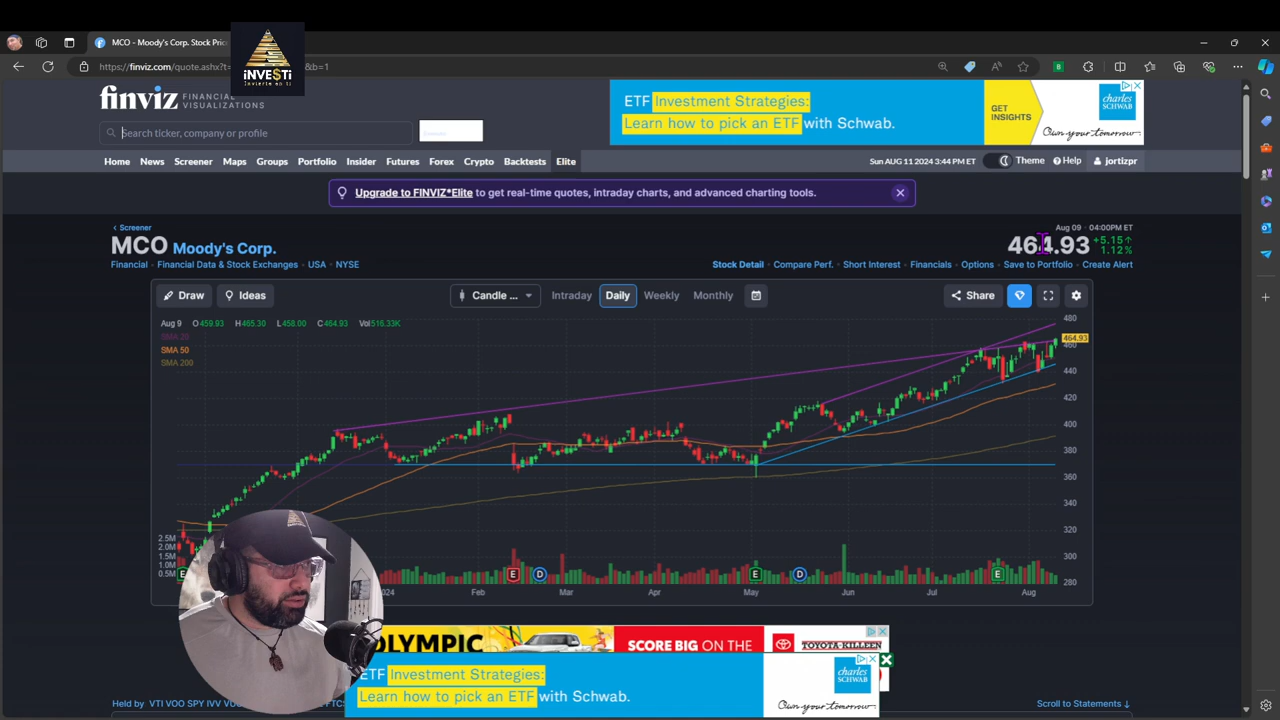 MCO - Moody's Corp. Stock Pric
iNVE$Ti
Invierte en ti
https://finviz.com/quote.ashx?t=
&b=1
finviz
FINANCIAL
VISUALIZATIONS
ETF Investment Strategies:
Learn how to pick an ETF with Schwab.
GET
INSIGHTS
charles
SCHWAB
Own your tomorrow.
Search ticker, company or profile
Home News Screener Maps Groups Portfolio Insider Futures Forex Crypto Backtests Elite
Sun AUG 11 2024 3:44 PM ET Theme Help jortizpr
Upgrade to FINVIZ*Elite to get real-time quotes, intraday charts, and advanced charting tools.
Screener
Aug 09 · 04:00PM ET
MCO Moody's Corp.
464.93 +5.15
1.12%
Financial · Financial Data & Stock Exchanges · USA · NYSE
Stock Detail · Compare Perf. · Short Interest · Financials · Options · Save to Portfolio · Create Alert
Draw Ideas Candle ... Intraday Daily Weekly Monthly Share
Aug 9 O 459.93 H 465.30 L 458.00 C 464.93 Vol 516.33K
SMA 20
SMA 50
SMA 200
480
464.93
460
440
420
400
380
360
340
320
300
280
2.5M
2.0M
1.5M
1.0M
0.5M
E E D E D E
024 Feb Mar Apr May Jun Jul Aug
OLYMPIC
SCORE BIG ON THE
TOYOTA KILLEEN
ETF Investment Strategies:
Learn how to pick an ETF with Schwab.
charles
SCHWAB
Own your tomorrow.
Held by VTI VOO SPY IVV
Scroll to Statements